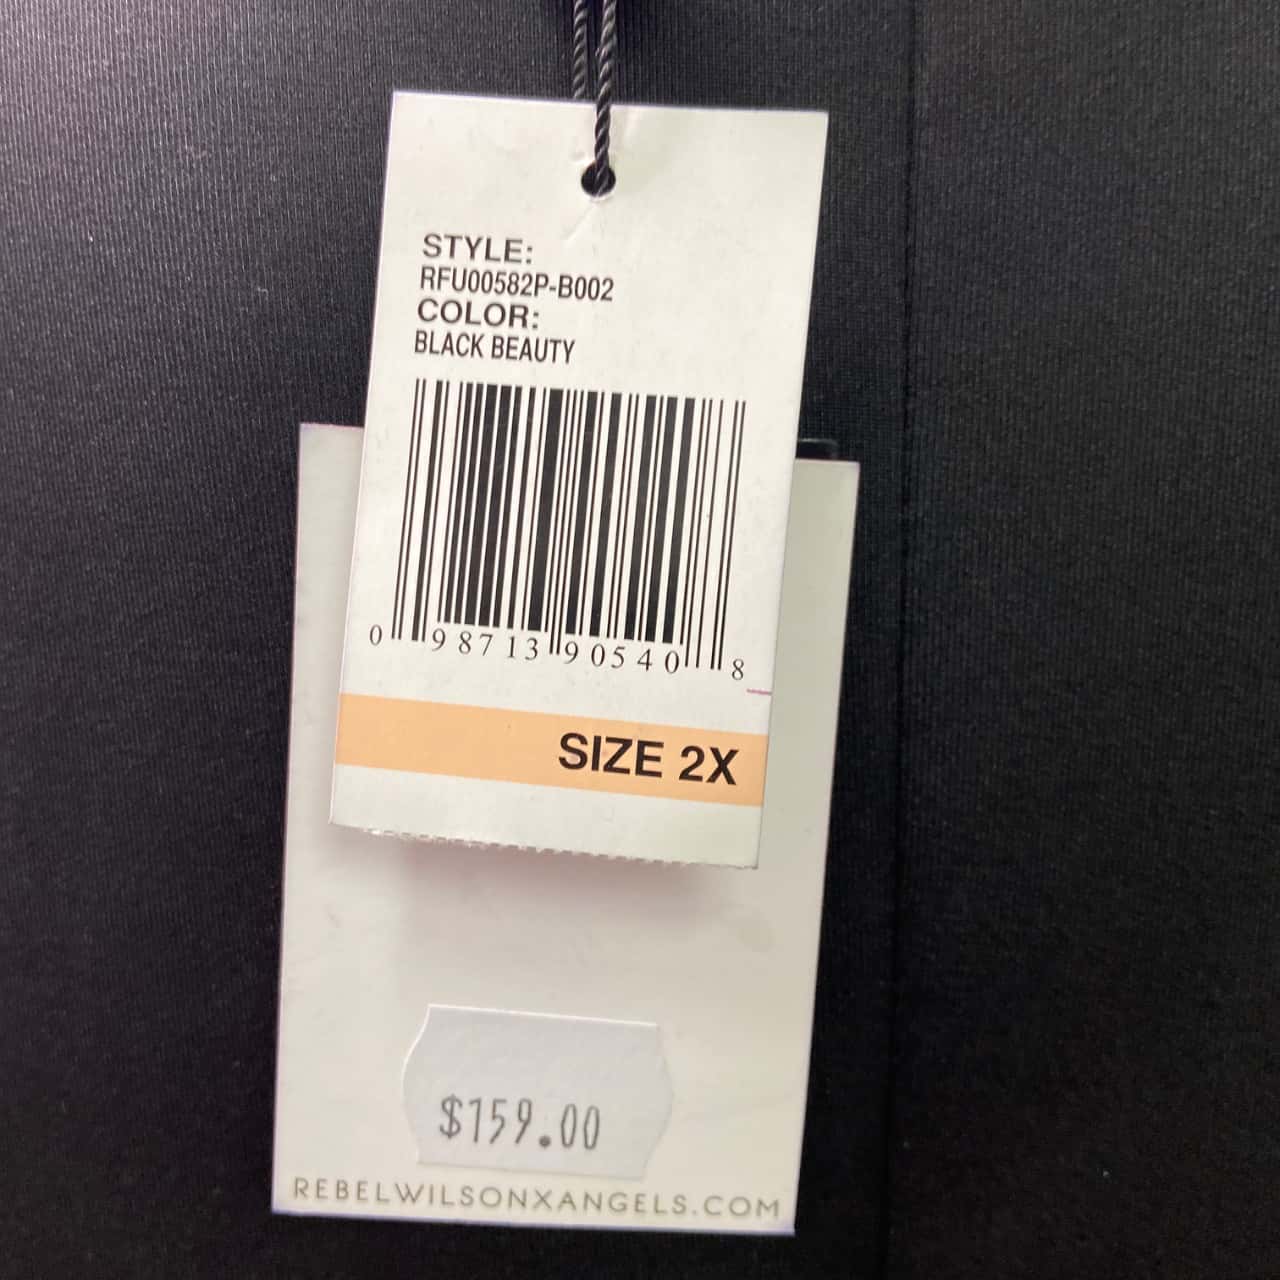 STYLE:
RFU00582P-B002
COLOR:
BLACK BEAUTY
0 98713 90540 8
SIZE 2X
$159.00
REBELWILSONXANGELS.COM